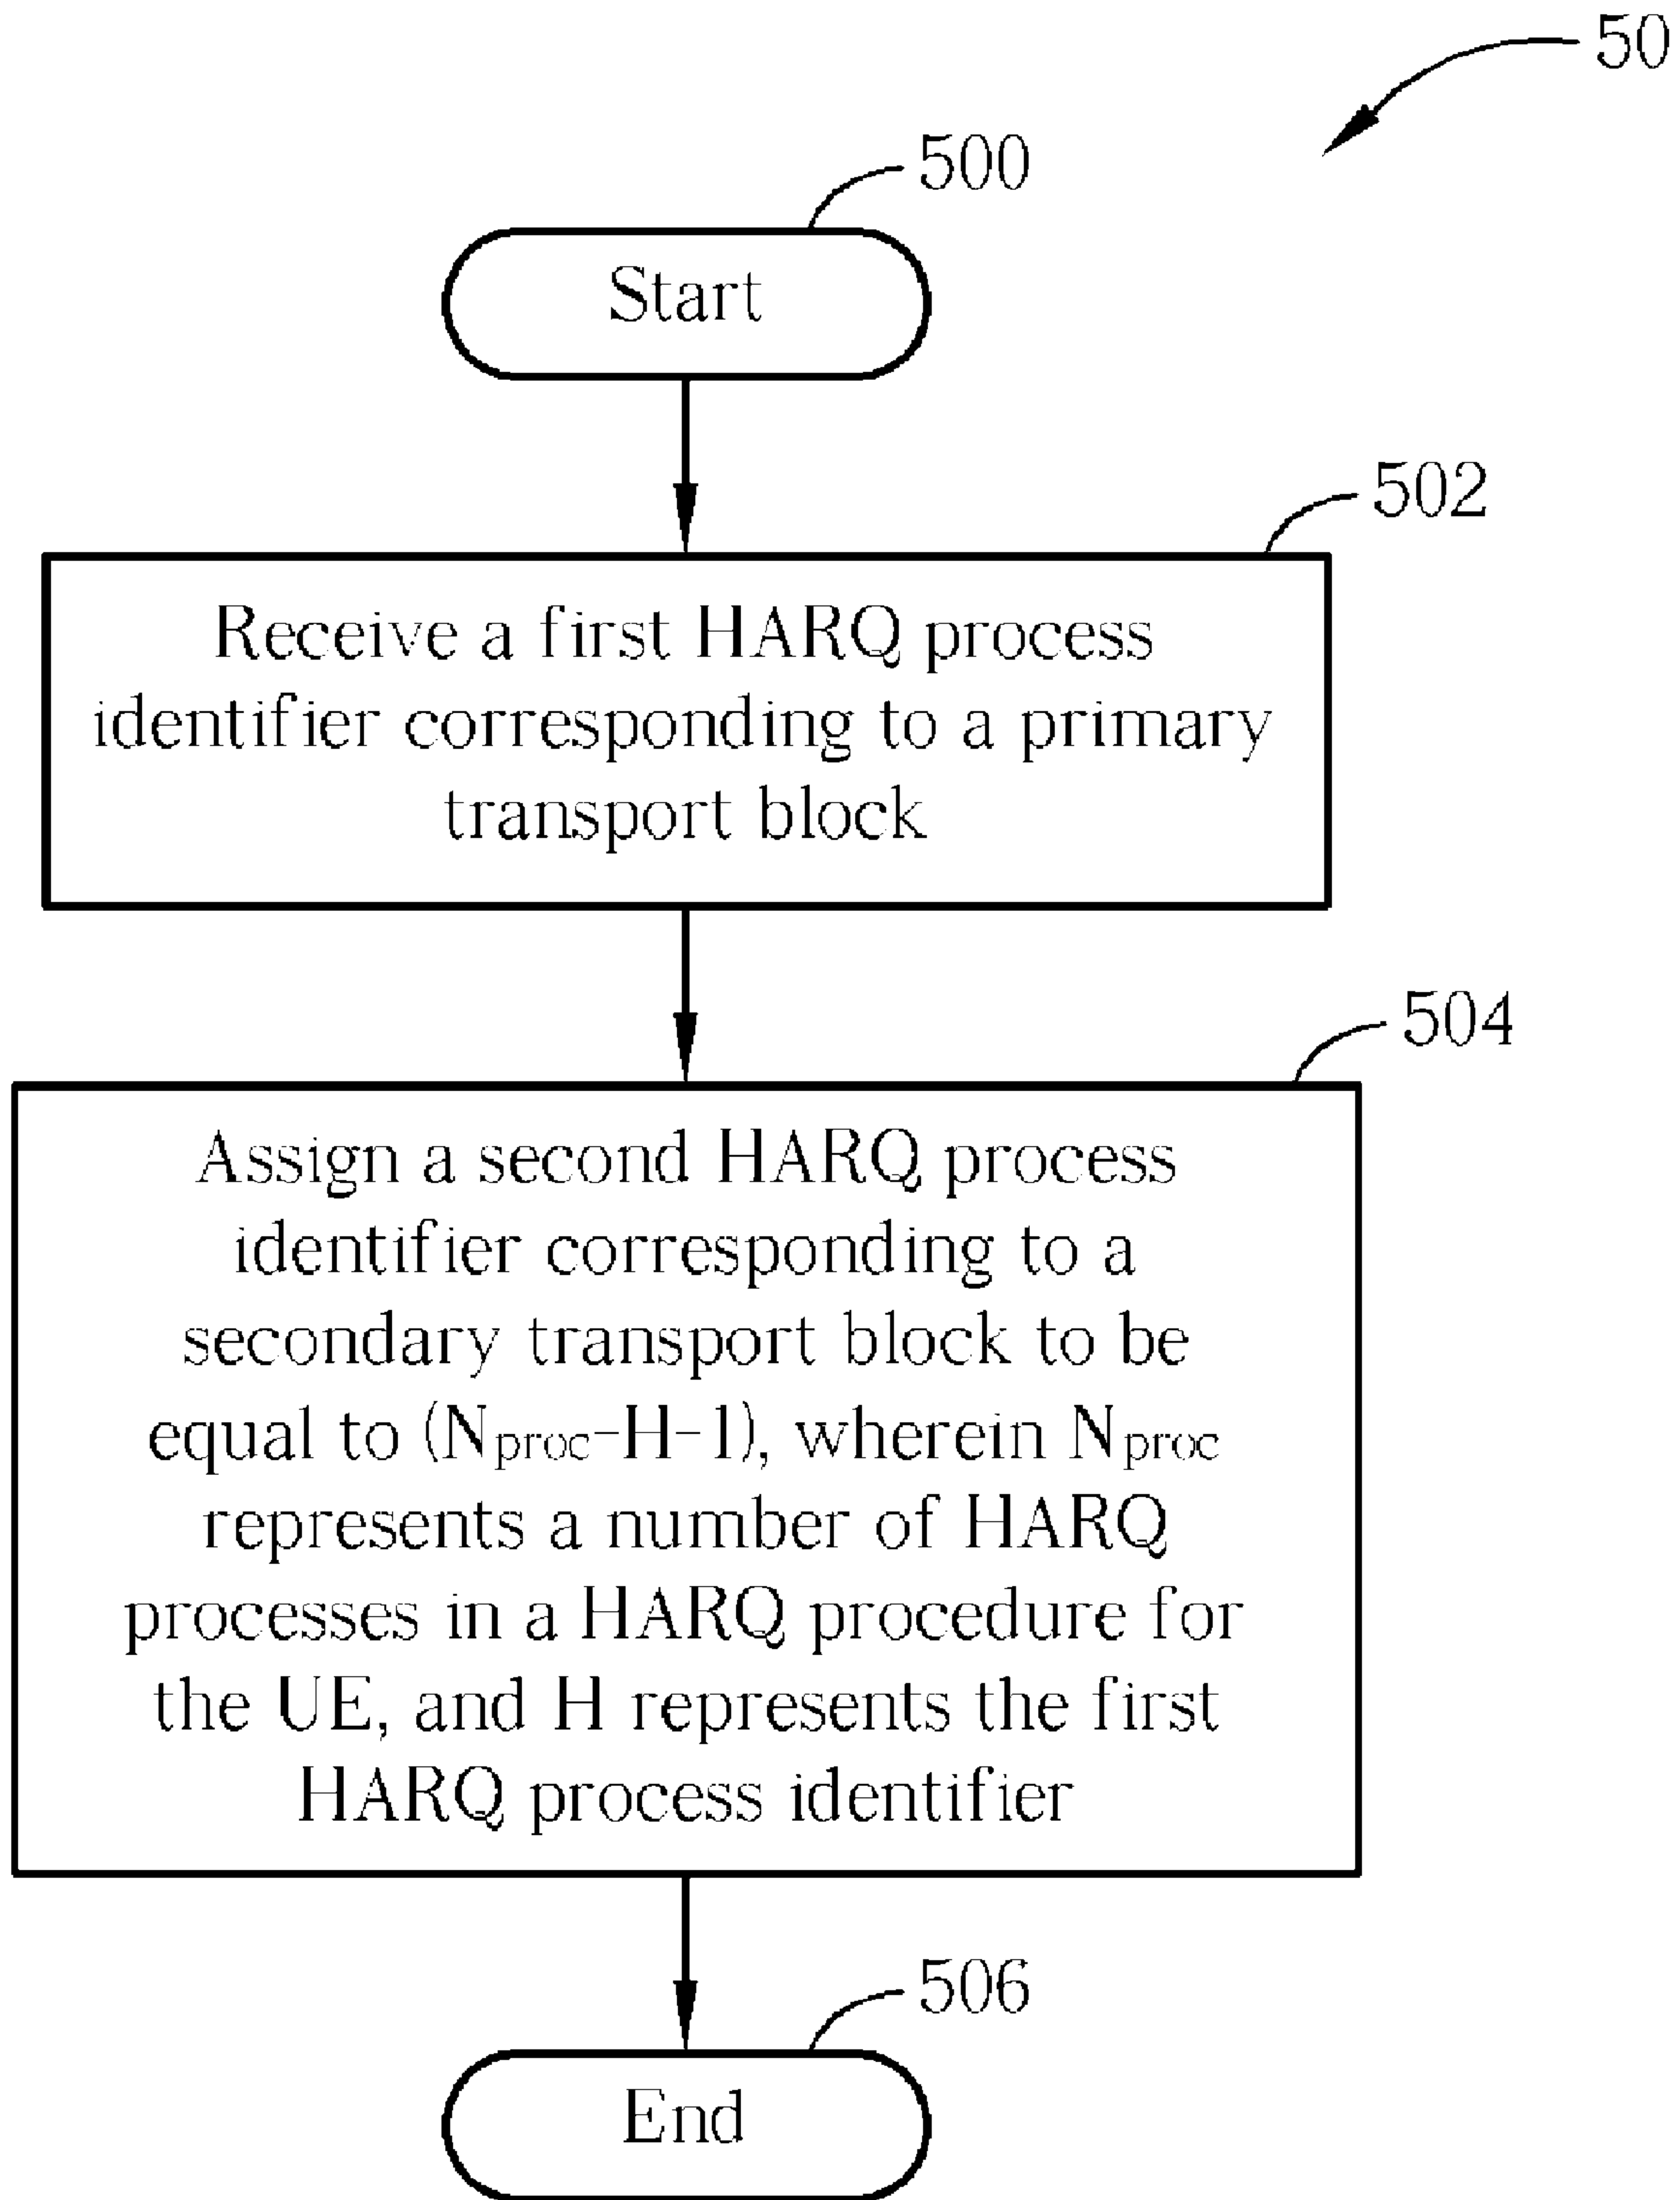 50
500
Start
502
Receive a first HARQ process
identifier corresponding to a primary
transport block
504
Assign a second HARQ process
identifier corresponding to a
secondary transport block to be
equal to (Nproc-H-1), wherein Nproc
represents a number of HARQ
processes in a HARQ procedure for
the UE, and H represents the first
HARQ process identifier
506
End